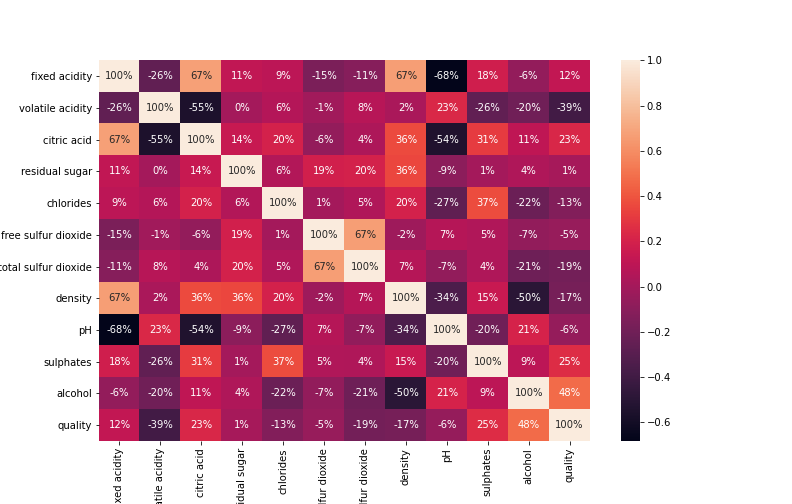 fixed acidity 100% -26% 67% 11% 9% -15% -11% 67% -68% 18% -6% 12%
volatile acidity -26% 100% -55% 0% 6% -1% 8% 2% 23% -26% -20% -39%
citric acid 67% -55% 100% 14% 20% -6% 4% 36% -54% 31% 11% 23%
residual sugar 11% 0% 14% 100% 6% 19% 20% 36% -9% 1% 4% 1%
chlorides 9% 6% 20% 6% 100% 1% 5% 20% -27% 37% -22% -13%
free sulfur dioxide -15% -1% -6% 19% 1% 100% 67% -2% 7% 5% -7% -5%
total sulfur dioxide -11% 8% 4% 20% 5% 67% 100% 7% -7% 4% -21% -19%
density 67% 2% 36% 36% 20% -2% 7% 100% -34% 15% -50% -17%
pH -68% 23% -54% -9% -27% 7% -7% -34% 100% -20% 21% -6%
sulphates 18% -26% 31% 1% 37% 5% 4% 15% -20% 100% 9% 25%
alcohol -6% -20% 11% 4% -22% -7% -21% -50% 21% 9% 100% 48%
quality 12% -39% 23% 1% -13% -5% -19% -17% -6% 25% 48% 100%
xed acidity
atile acidity
citric acid
idual sugar
chlorides
lfur dioxide
lfur dioxide
density
pH
sulphates
alcohol
quality
1.0
0.8
0.6
0.4
0.2
0.0
−0.2
−0.4
−0.6